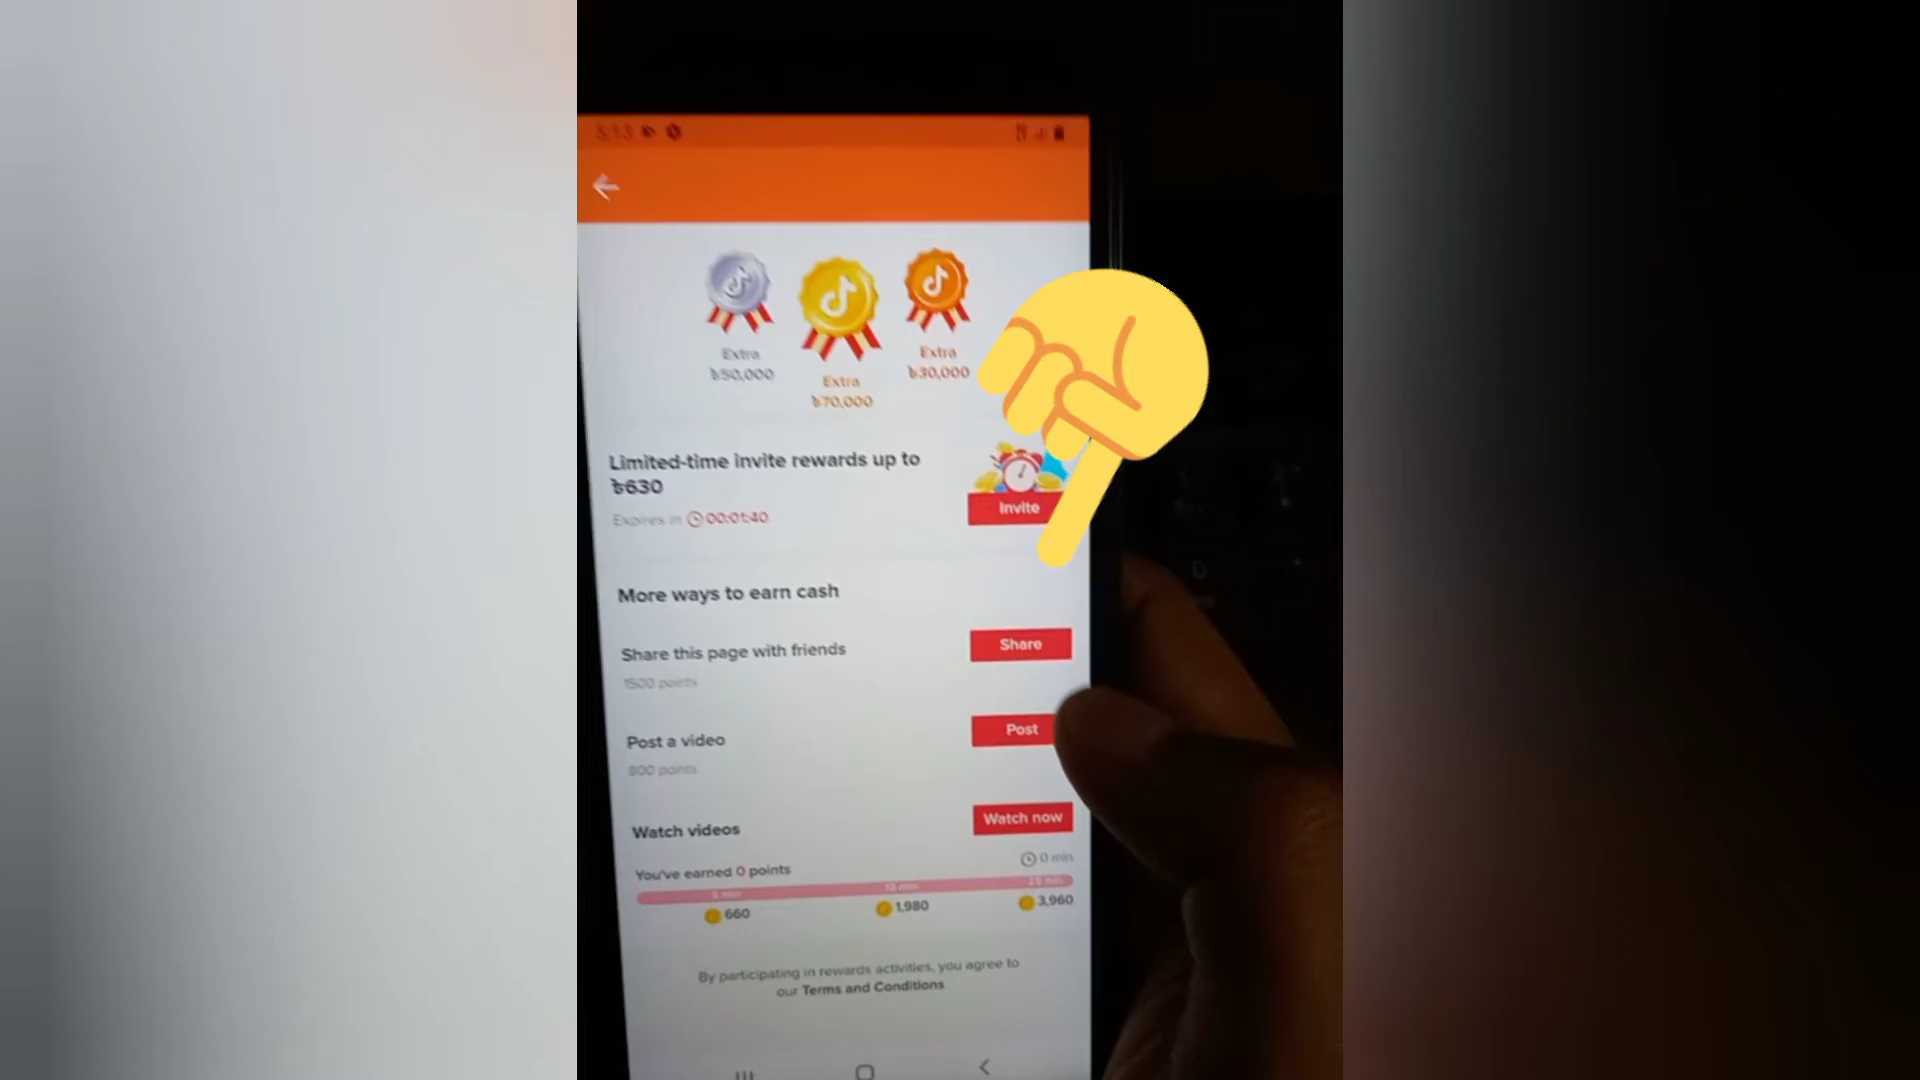 5:13
Extra
৳50,000
Extra
৳70,000
Extra
৳30,000
Limited-time invite rewards up to
৳630
Expires in 00:01:40
Invite
More ways to earn cash
Share this page with friends
1500 points
Share
Post a video
800 points
Post
Watch videos
Watch now
You've earned 0 points
0 min
5 min
25 min
660
1,980
3,960
By participating in rewards activities, you agree to
our Terms and Conditions